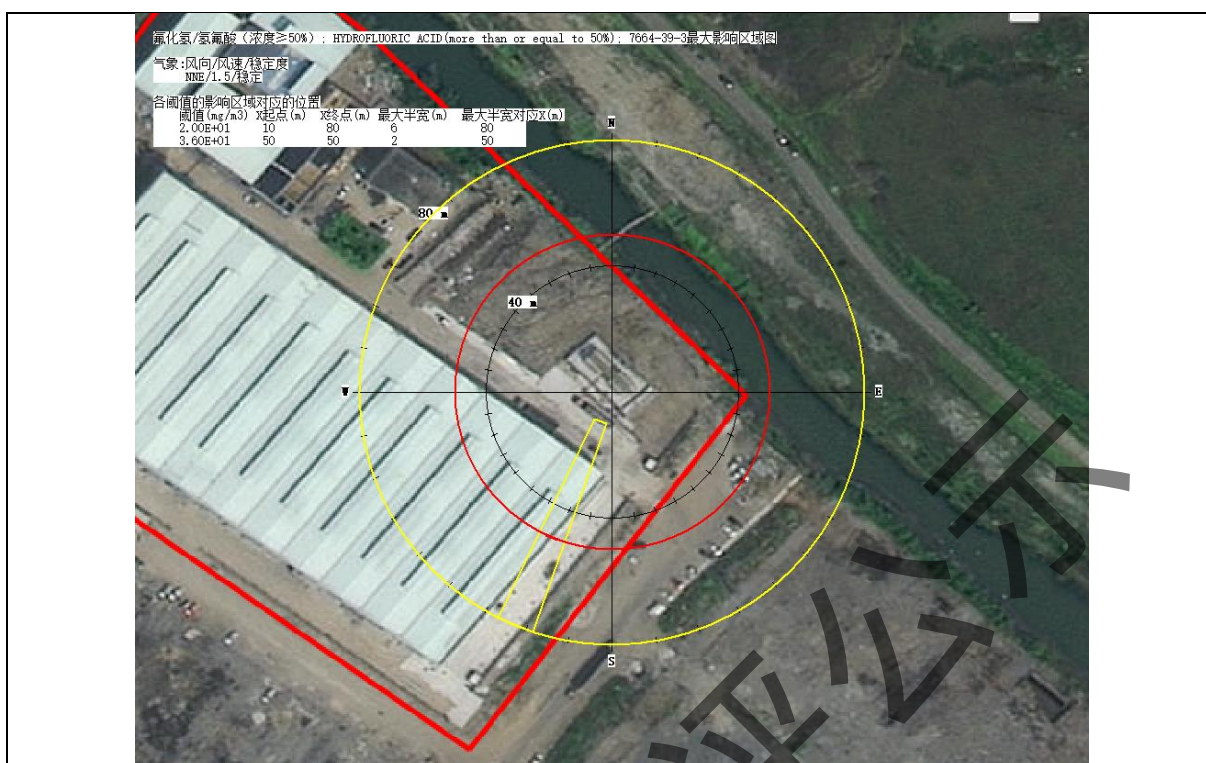 氟化氢/氢氟酸（浓度≥50%）; HYDROFLUORIC ACID(more than or equal to 50%); 7664-39-3最大影响区域图
气象:风向/风速/稳定度
NNE/1.5/稳定
各阈值的影响区域对应的位置
阈值(mg/m3) X起点(m) X终点(m) 最大半宽(m) 最大半宽对应X(m)
2.00E+01 10 80 6 80
3.60E+01 50 50 2 50
N
80 m
40 m
W
E
S
评公示